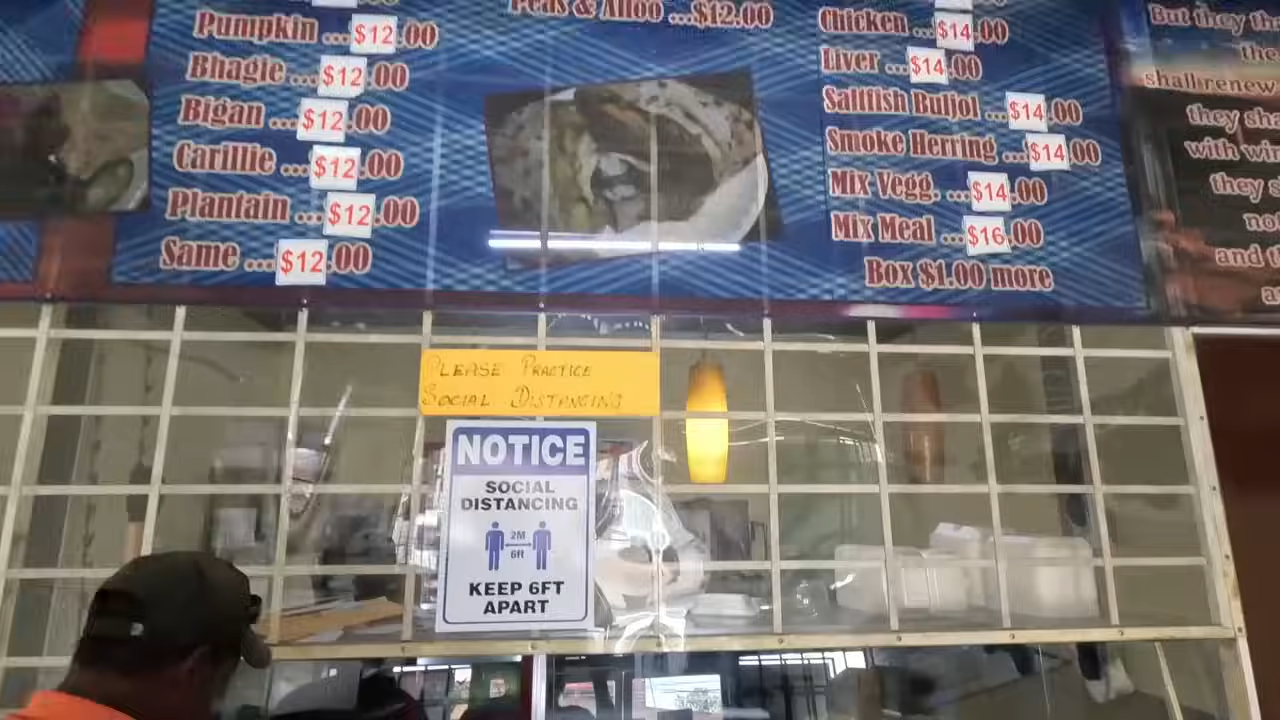 Pumpkin ... $12.00
Bhagie ... $12.00
Bigan ... $12.00
Carillie ... $12.00
Plantain ... $12.00
Same ... $12.00
Peas & Alloo ...$12.00
Chicken ... $14.00
Liver ... $14.00
Saltfish Buljol ... $14.00
Smoke Herring ... $14.00
Mix Vegg. ... $14.00
Mix Meal ... $16.00
Box $1.00 more
But they
the
shall renew
they
with
they s
no
and t
PLEASE PRACTICE
SOCIAL DISTANCING
NOTICE
SOCIAL
DISTANCING
2M
6ft
KEEP 6FT
APART